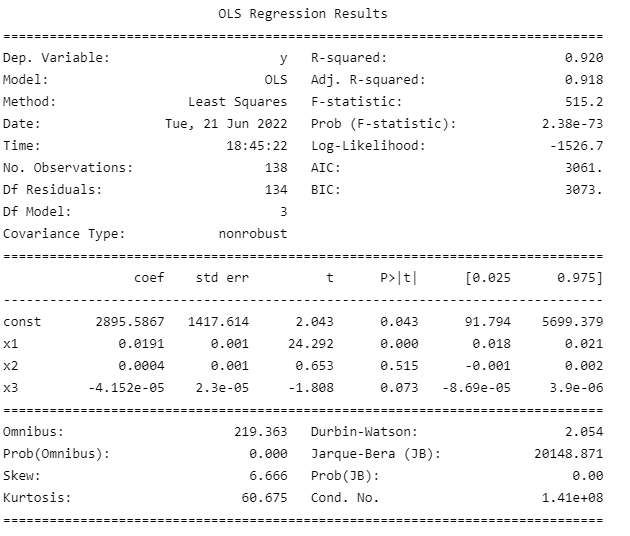 OLS Regression Results
==============================================================================
Dep. Variable: y R-squared: 0.920
Model: OLS Adj. R-squared: 0.918
Method: Least Squares F-statistic: 515.2
Date: Tue, 21 Jun 2022 Prob (F-statistic): 2.38e-73
Time: 18:45:22 Log-Likelihood: -1526.7
No. Observations: 138 AIC: 3061.
Df Residuals: 134 BIC: 3073.
Df Model: 3
Covariance Type: nonrobust
==============================================================================
coef std err t P>|t| [0.025 0.975]
------------------------------------------------------------------------------
const 2895.5867 1417.614 2.043 0.043 91.794 5699.379
x1 0.0191 0.001 24.292 0.000 0.018 0.021
x2 0.0004 0.001 0.653 0.515 -0.001 0.002
x3 -4.152e-05 2.3e-05 -1.808 0.073 -8.69e-05 3.9e-06
==============================================================================
Omnibus: 219.363 Durbin-Watson: 2.054
Prob(Omnibus): 0.000 Jarque-Bera (JB): 20148.871
Skew: 6.666 Prob(JB): 0.00
Kurtosis: 60.675 Cond. No. 1.41e+08
==============================================================================